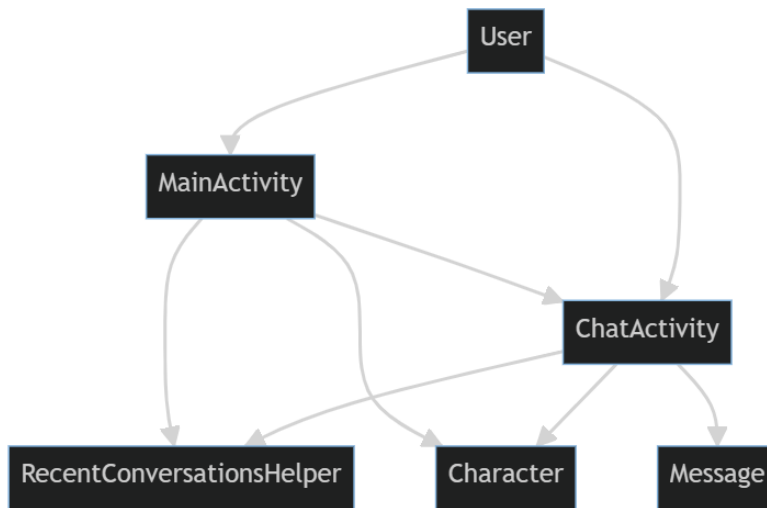 User
MainActivity
ChatActivity
RecentConversationsHelper
Character
Message